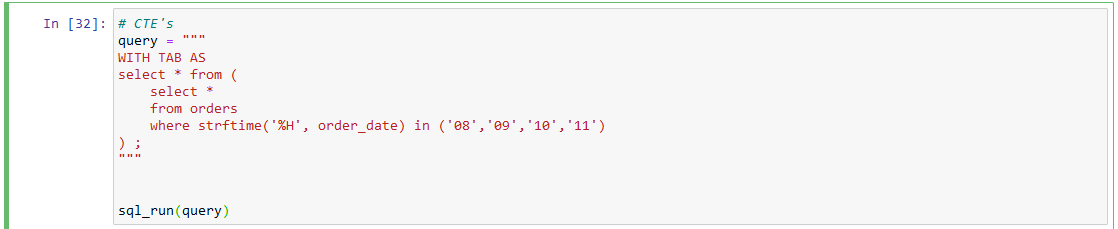 In [32]: # CTE's
query = """
WITH TAB AS
select * from (
    select *
    from orders
    where strftime('%H', order_date) in ('08','09','10','11')
) ;
"""
sql_run(query)